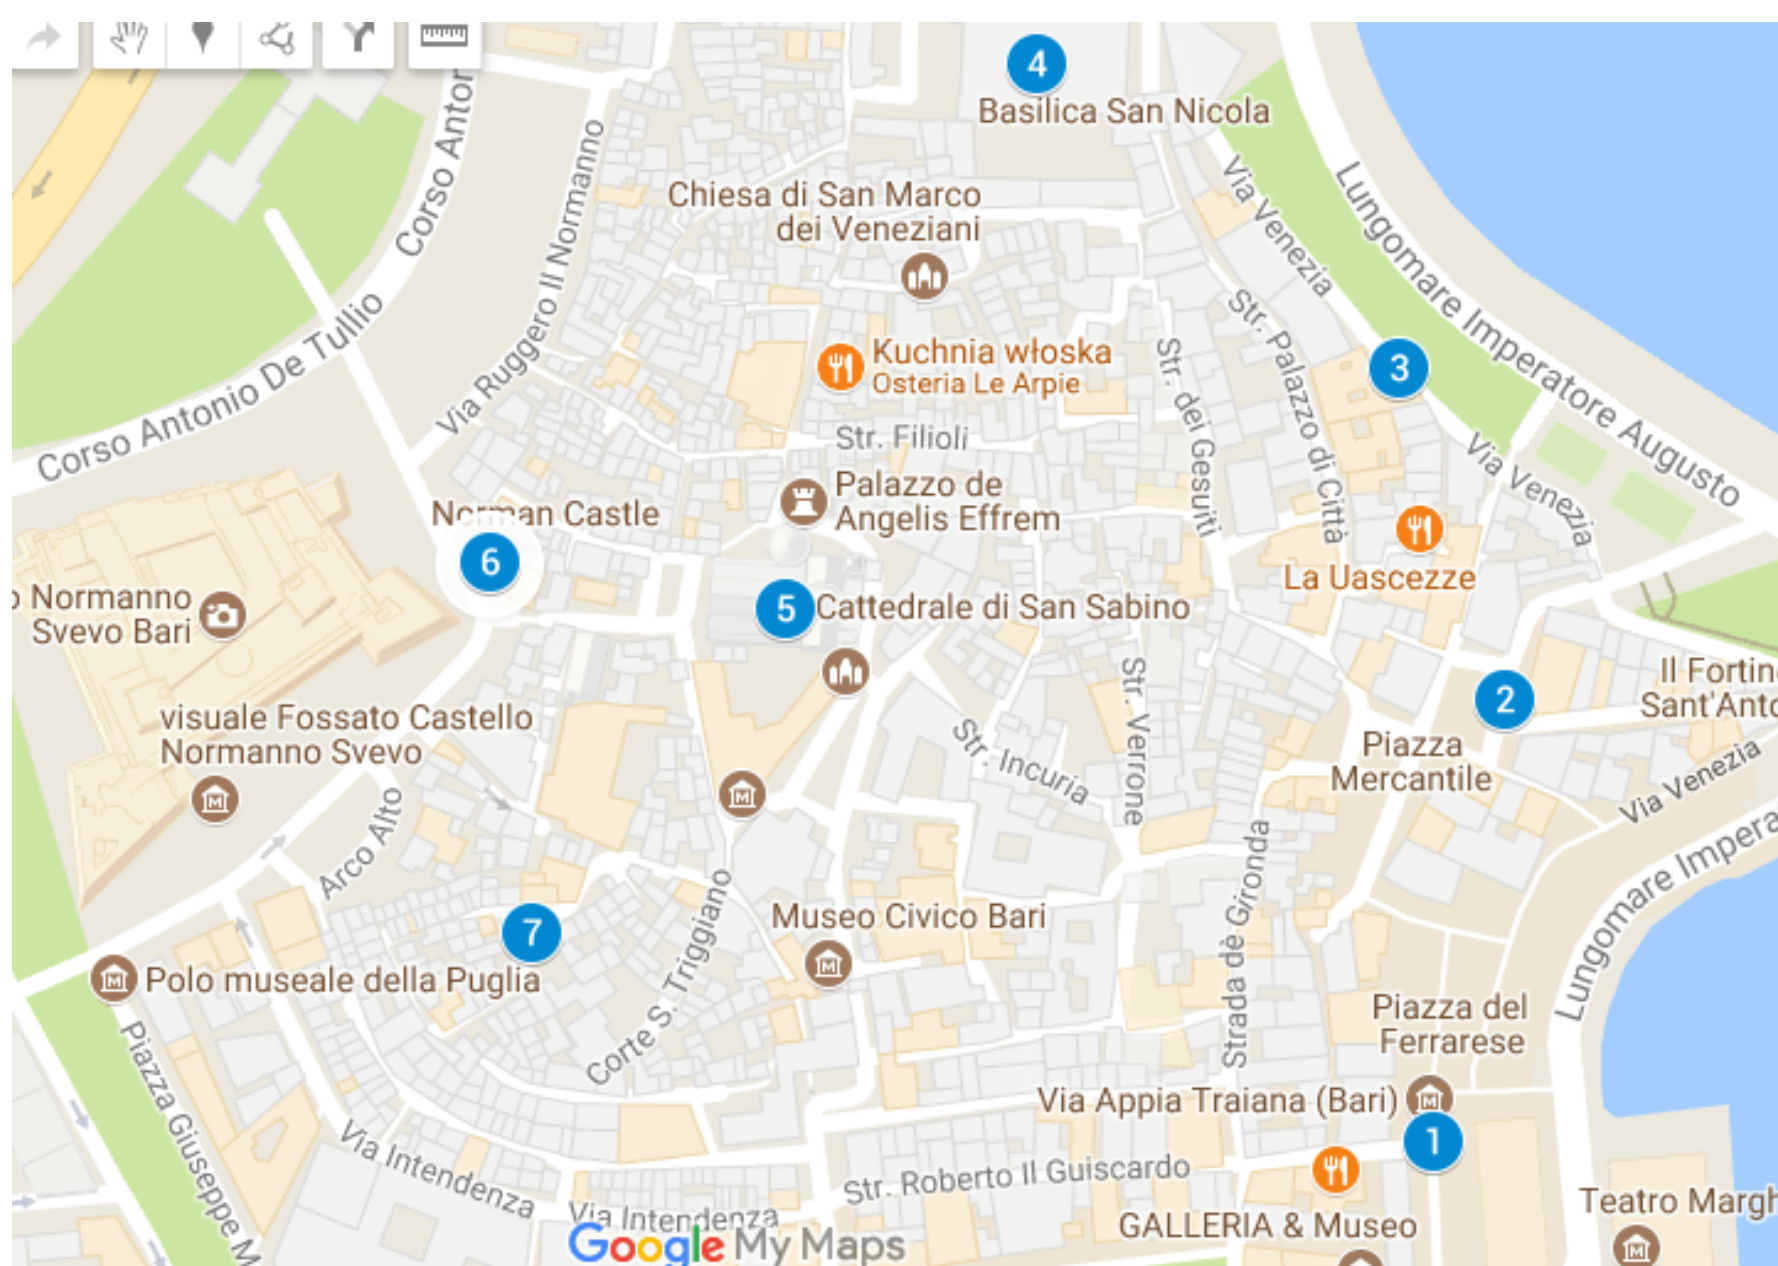 4
Basilica San Nicola
Corso Antor
Via Ruggero II Normanno
Chiesa di San Marco
dei Veneziani
Via Venezia
Lungomare Imperatore Augusto
Corso Antonio De Tullio
Str. Palazzo di Città
3
Kuchnia włoska
Osteria Le Arpie
Str. dei Gesuiti
Str. Filioli
Via Venezia
Palazzo de
Angelis Effrem
Norman Castle
6
La Uascezze
o Normanno
Svevo Bari
5
Cattedrale di San Sabino
2
Il Fortin
Sant'Anto
visuale Fossato Castello
Normanno Svevo
Str. Incuria
Str. Verrone
Piazza
Mercantile
Via Venezia
Lungomare Impera
Arco Alto
Corte S. Triggiano
Strada dè Gironda
7
Museo Civico Bari
Polo museale della Puglia
Piazza del
Ferrarese
Piazza Giuseppe M
Via Appia Traiana (Bari)
1
Via Intendenza
Str. Roberto Il Guiscardo
Via Intendenza
Teatro Margh
GALLERIA & Museo
Google My Maps